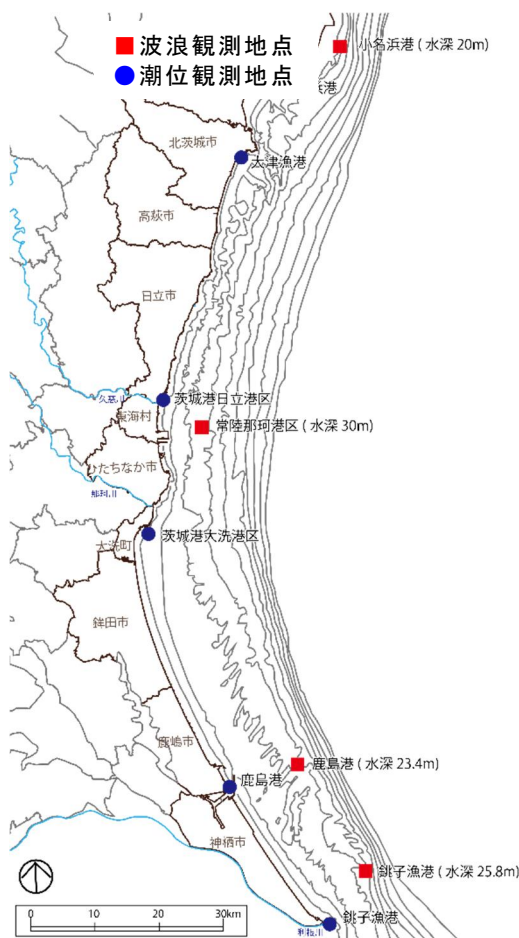 波浪観測地点
潮位観測地点
小名浜港 ( 水深 20m)
浜港
北茨城市
大津漁港
高萩市
日立市
久慈川
茨城港日立港区
東海村
常陸那珂港区 ( 水深 30m)
ひたちなか市
那珂川
茨城港大洗港区
大洗町
鉾田市
鹿嶋市
鹿島港 ( 水深 23.4m)
鹿島港
神栖市
銚子漁港 ( 水深 25.8m)
0 10 20 30km
利根川
銚子漁港